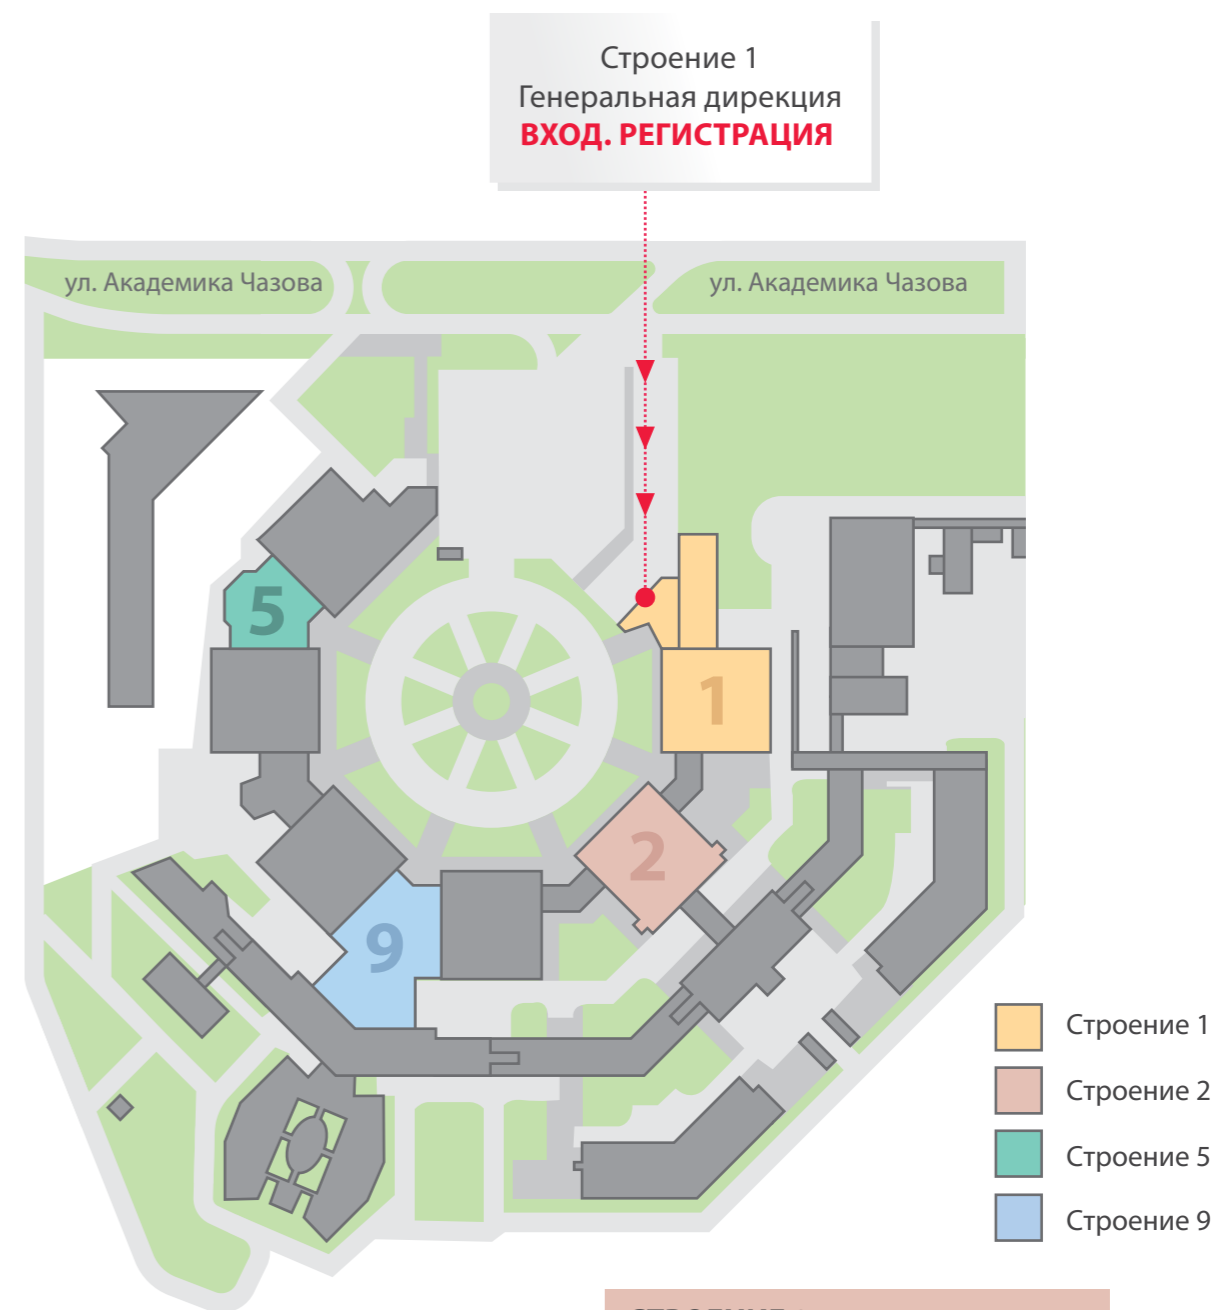 Строение 1
Генеральная дирекция
ВХОД. РЕГИСТРАЦИЯ
ул. Академика Чазова
ул. Академика Чазова
5
1
2
9
Строение 1
Строение 2
Строение 5
Строение 9